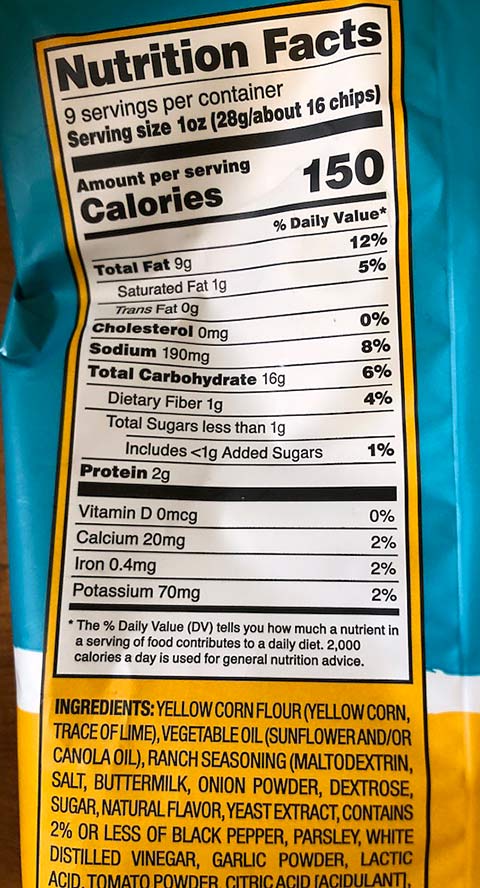 Nutrition Facts
9 servings per container
Serving size 1oz (28g/about 16 chips)
Amount per serving
Calories 150
% Daily Value*
Total Fat 9g 12%
Saturated Fat 1g 5%
Trans Fat 0g
Cholesterol 0mg 0%
Sodium 190mg 8%
Total Carbohydrate 16g 6%
Dietary Fiber 1g 4%
Total Sugars less than 1g
Includes <1g Added Sugars 1%
Protein 2g
Vitamin D 0mcg 0%
Calcium 20mg 2%
Iron 0.4mg 2%
Potassium 70mg 2%
* The % Daily Value (DV) tells you how much a nutrient in
a serving of food contributes to a daily diet. 2,000
calories a day is used for general nutrition advice.
INGREDIENTS: YELLOW CORN FLOUR (YELLOW CORN,
TRACE OF LIME), VEGETABLE OIL (SUNFLOWER AND/OR
CANOLA OIL), RANCH SEASONING (MALTODEXTRIN,
SALT, BUTTERMILK, ONION POWDER, DEXTROSE,
SUGAR, NATURAL FLAVOR, YEAST EXTRACT, CONTAINS
2% OR LESS OF BLACK PEPPER, PARSLEY, WHITE
DISTILLED VINEGAR, GARLIC POWDER, LACTIC
ACID, TOMATO POWDER, CITRIC ACID [ACIDULANT],